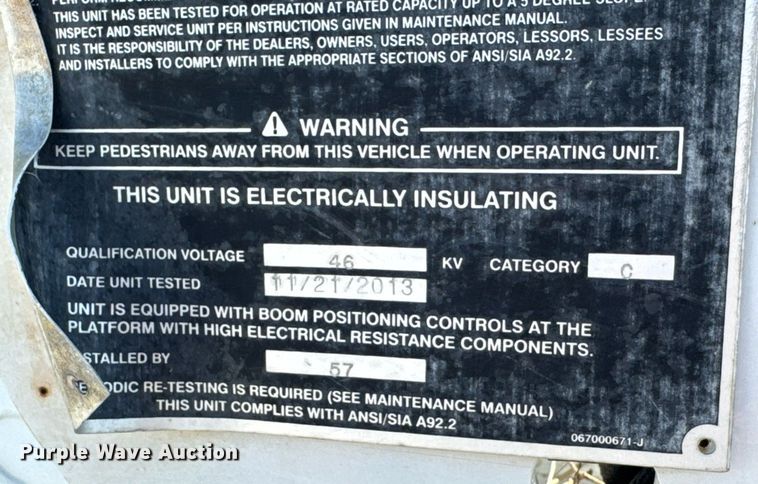 THIS UNIT HAS BEEN TESTED FOR OPERATION AT RATED CAPACITY UP TO A 5 DEGREE SLOPE.
INSPECT AND SERVICE UNIT PER INSTRUCTIONS GIVEN IN MAINTENANCE MANUAL.
IT IS THE RESPONSIBILITY OF THE DEALERS, OWNERS, USERS, OPERATORS, LESSORS, LESSEES
AND INSTALLERS TO COMPLY WITH THE APPROPRIATE SECTIONS OF ANSI/SIA A92.2.
WARNING
KEEP PEDESTRIANS AWAY FROM THIS VEHICLE WHEN OPERATING UNIT.
THIS UNIT IS ELECTRICALLY INSULATING
QUALIFICATION VOLTAGE 46 KV CATEGORY C
DATE UNIT TESTED 11/21/2013
UNIT IS EQUIPPED WITH BOOM POSITIONING CONTROLS AT THE
PLATFORM WITH HIGH ELECTRICAL RESISTANCE COMPONENTS.
STALLED BY 57
ODIC RE-TESTING IS REQUIRED (SEE MAINTENANCE MANUAL)
THIS UNIT COMPLIES WITH ANSI/SIA A92.2
067000671-J
Purple Wave Auction